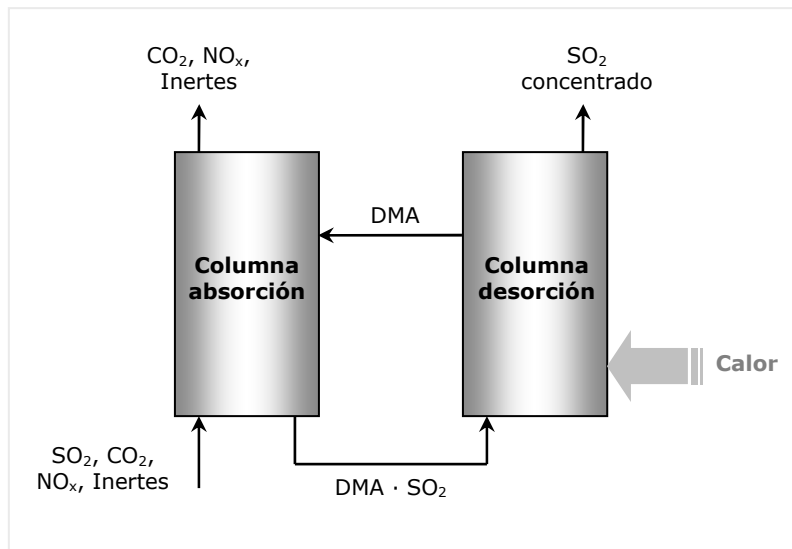 CO₂, NOₓ,
Inertes
SO₂
concentrado
DMA
Columna
absorción
Columna
desorción
Calor
SO₂, CO₂,
NOₓ, Inertes
DMA · SO₂